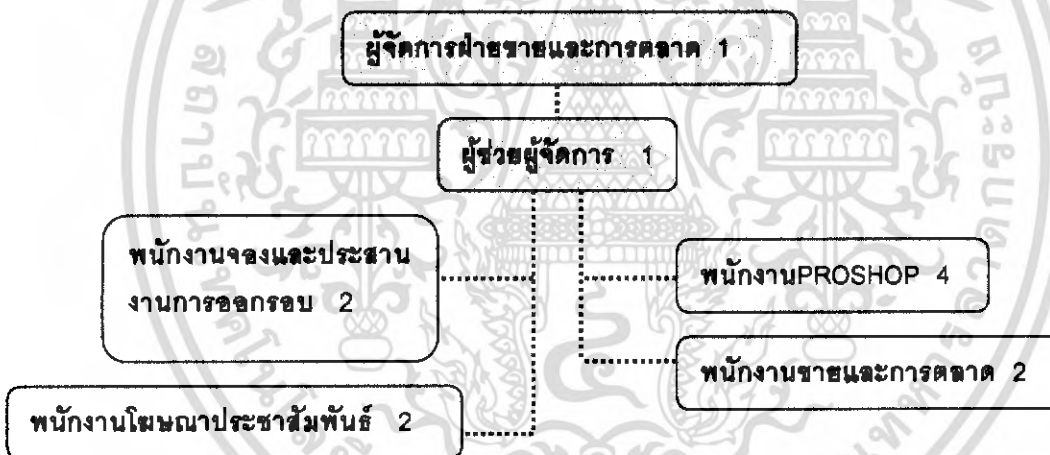 ผู้จัดการฝ่ายขายและการตลาด 1
ผู้ช่วยผู้จัดการ 1
พนักงานจองและประสาน
งานการออกรอบ 2
พนักงานPROSHOP 4
พนักงานขายและการตลาด 2
พนักงานโฆษณาประชาสัมพันธ์ 2